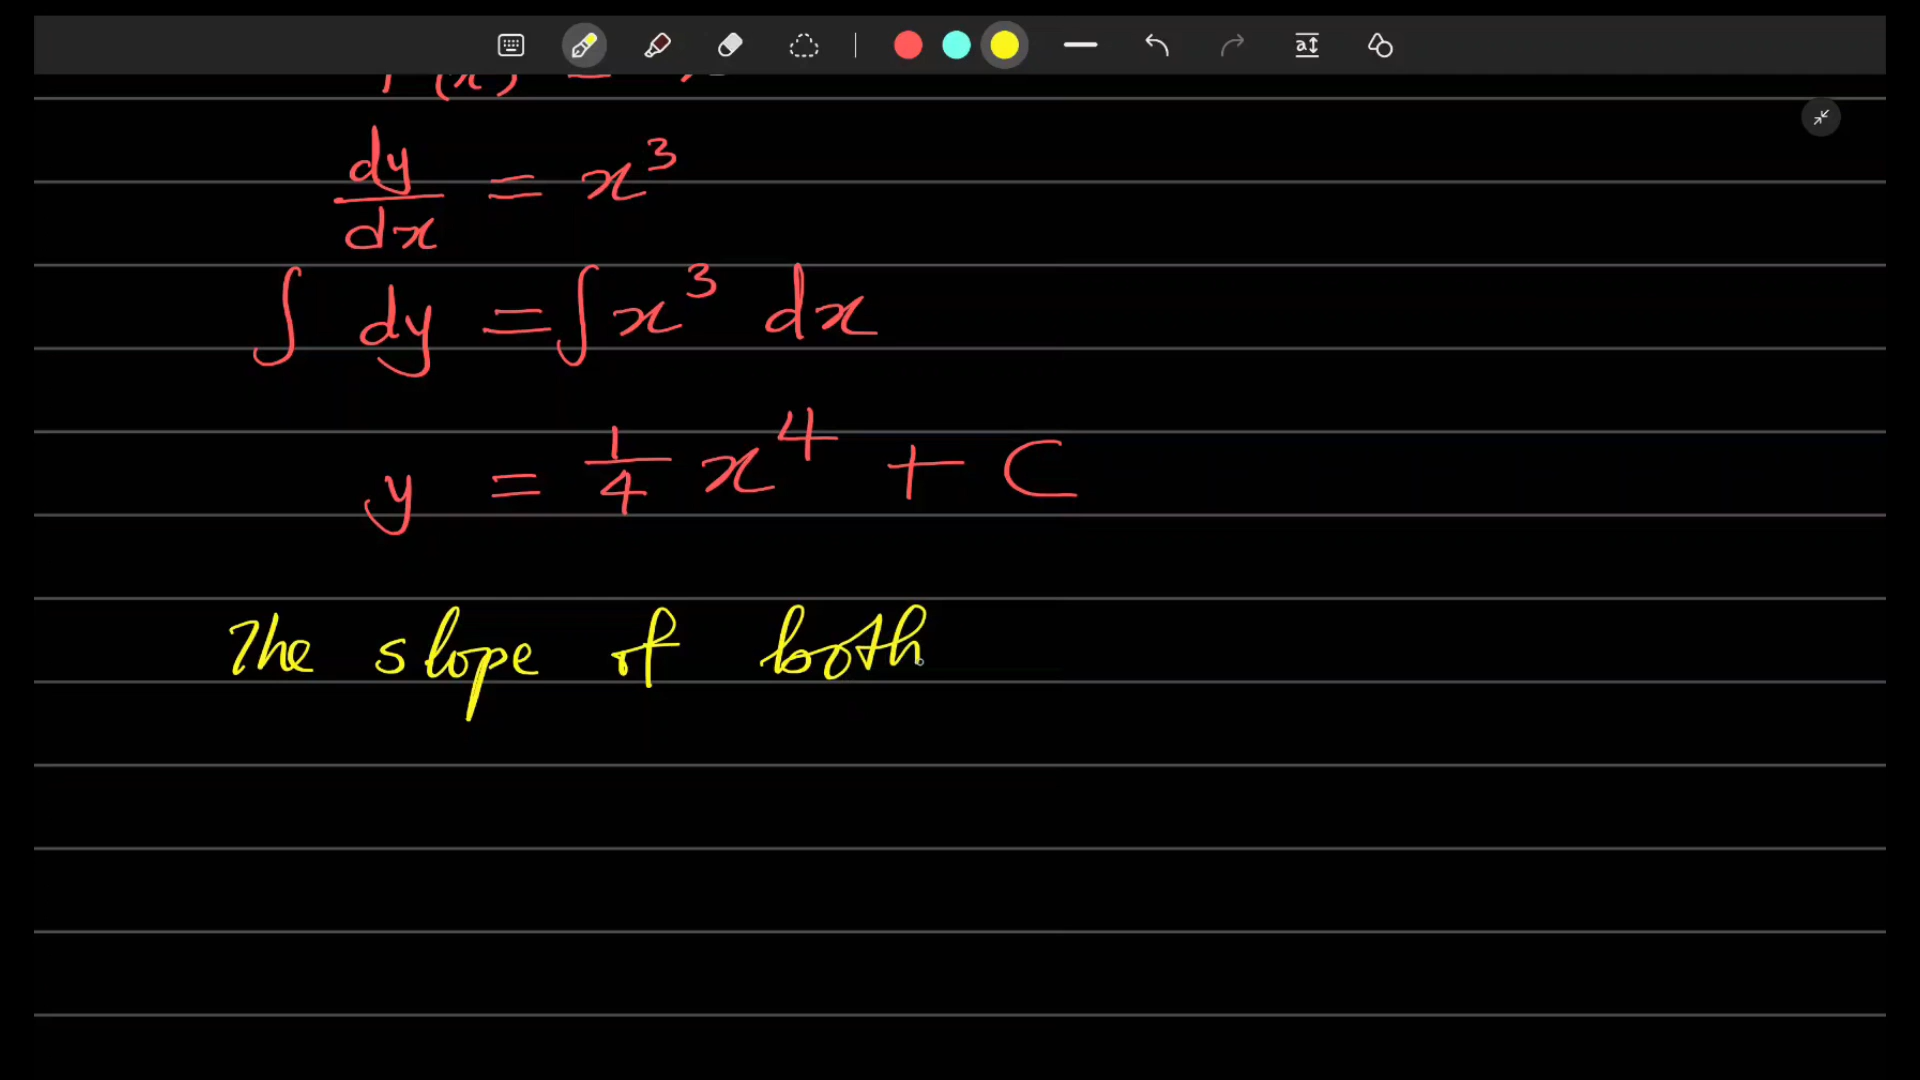 dy/dx = x³
∫ dy = ∫ x³ dx
y = 1/4 x⁴ + C
The slope of both